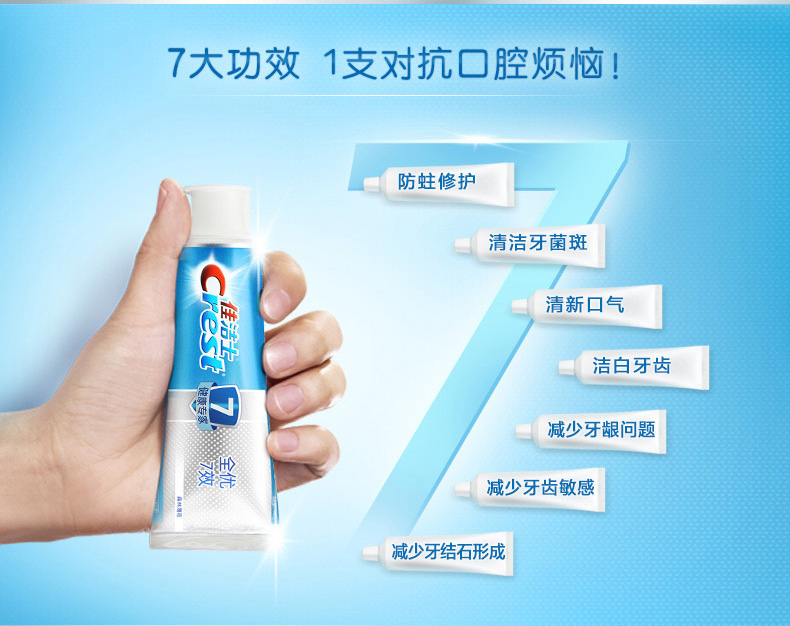 7大功效 1支对抗口腔烦恼!
防蛀修护
清洁牙菌斑
清新口气
洁白牙齿
减少牙龈问题
减少牙齿敏感
减少牙结石形成
佳洁士
Crest
7
健康专家
全优
7效